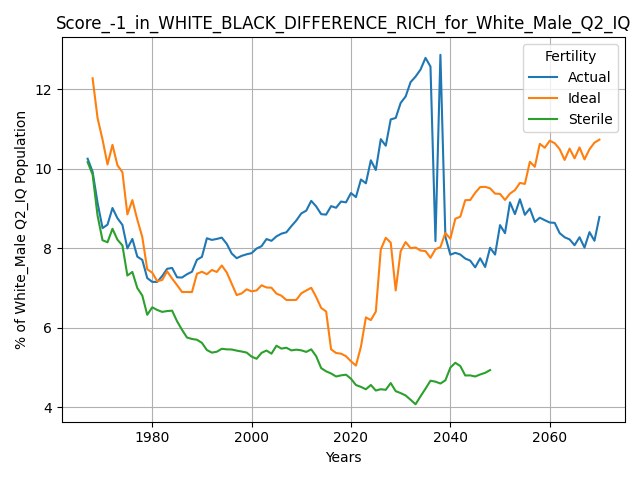 Score_-1_in_WHITE_BLACK_DIFFERENCE_RICH_for_White_Male_Q2_IQ
Fertility
Actual
Ideal
Sterile
% of White_Male Q2_IQ Population
12
10
8
6
4
1980 2000 2020 2040 2060
Years